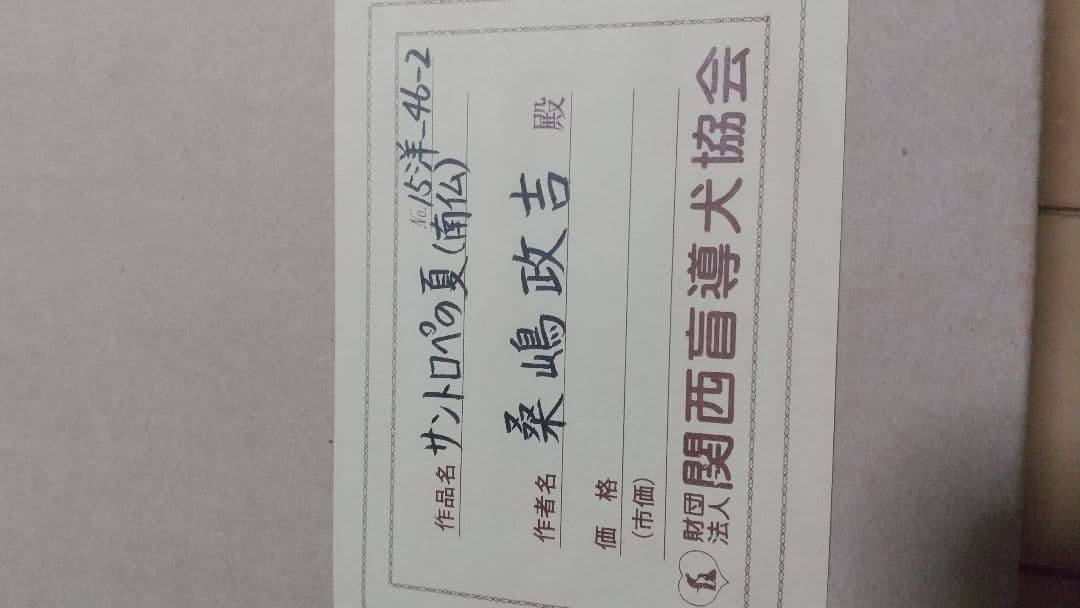 No. 15-洋-46-2
作品名 サントロペの夏(南仏)
作者名 桑嶋政吉 殿
価格
(市価)
財団法人 関西盲導犬協会